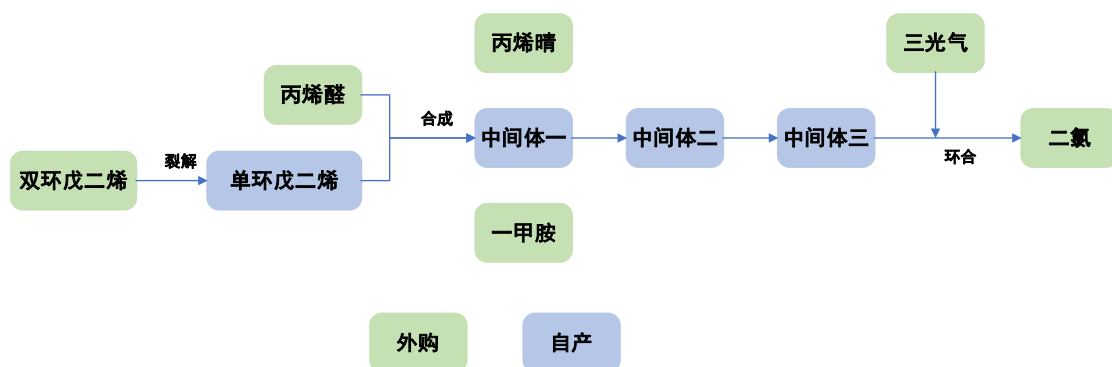 丙烯晴
三光气
丙烯醛
合成
中间体一
中间体二
中间体三
环合
二氯
双环戊二烯
裂解
单环戊二烯
一甲胺
外购
自产